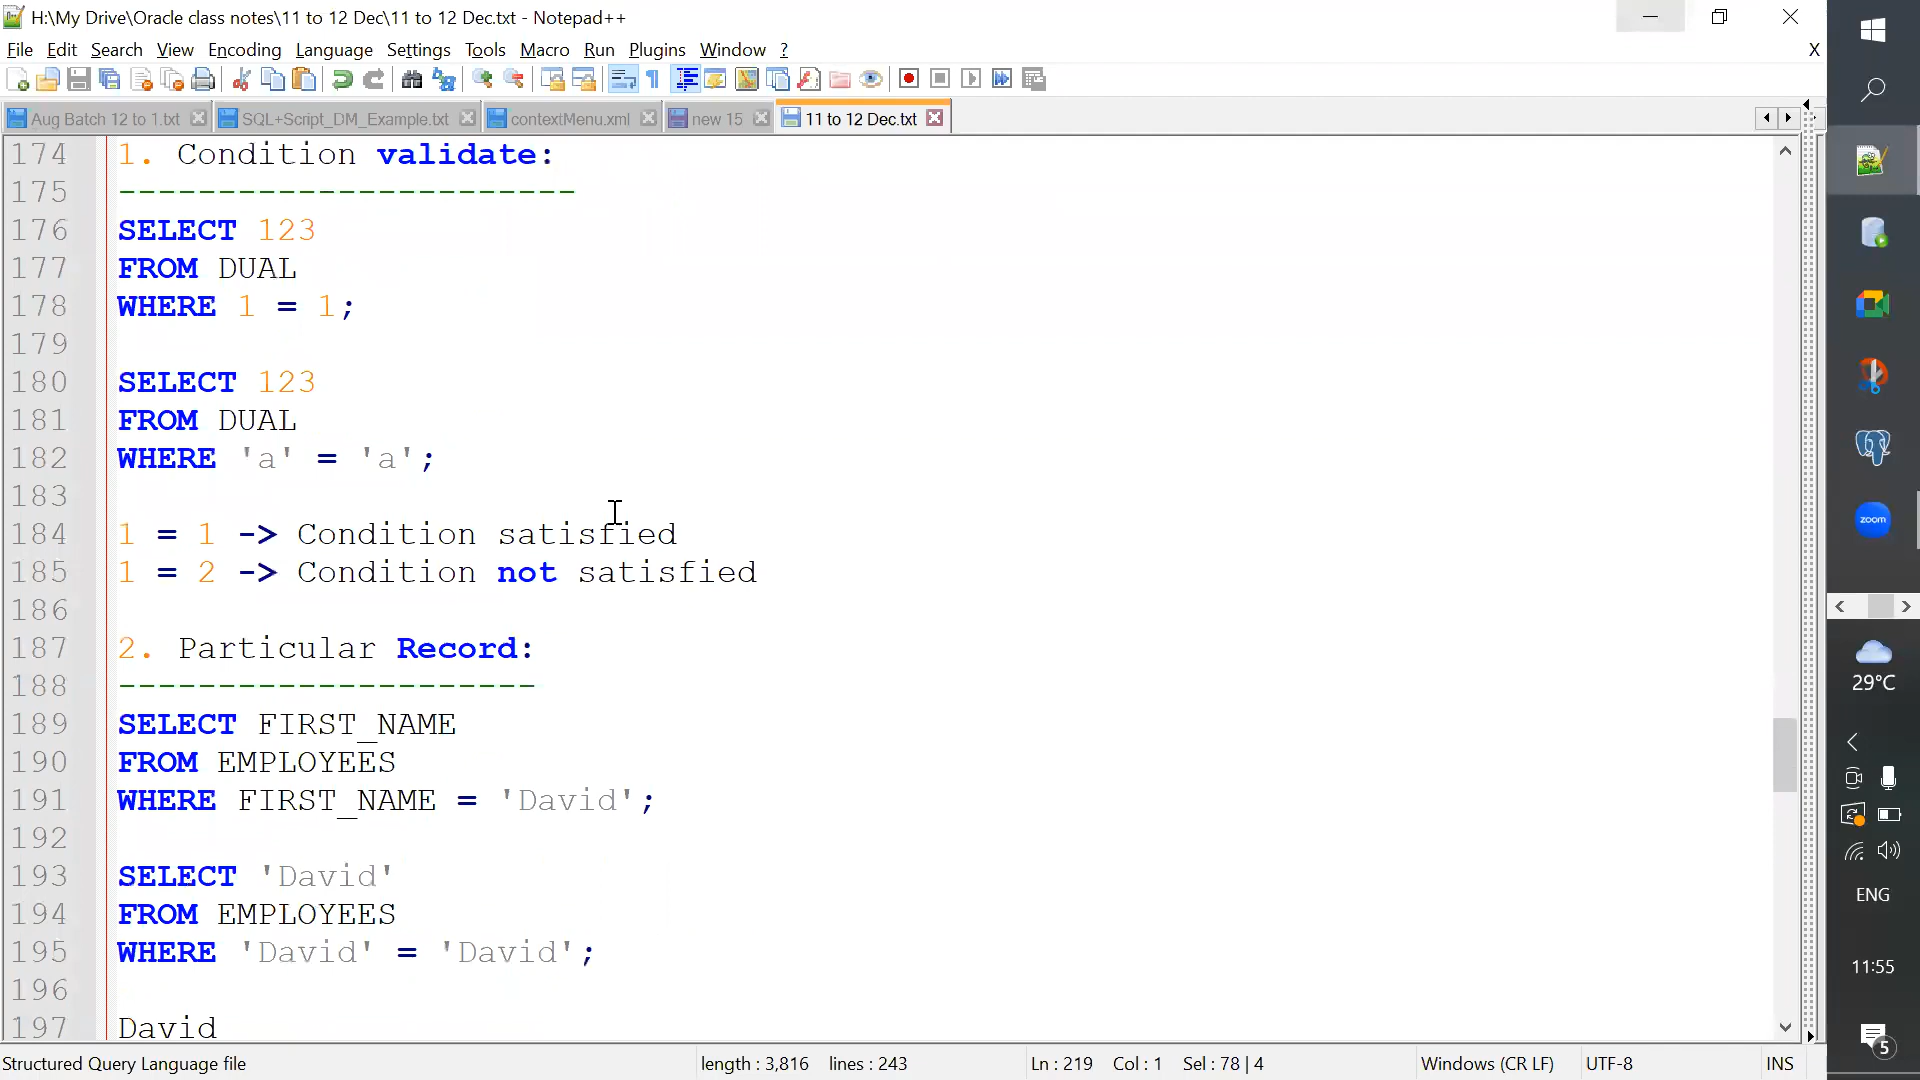 H:\My Drive\Oracle class notes\11 to 12 Dec\11 to 12 Dec.txt - Notepad++
File Edit Search View Encoding Language Settings Tools Macro Run Plugins Window ? X
Aug Batch 12 to 1.txt SQL+Script_DM_Example.txt contextMenu.xml new 15 11 to 12 Dec.txt
174 1. Condition validate:
175 -----------------------
176 SELECT 123
177 FROM DUAL
178 WHERE 1 = 1;
179
180 SELECT 123
181 FROM DUAL
182 WHERE 'a' = 'a';
183
184 1 = 1 -> Condition satisfied
185 1 = 2 -> Condition not satisfied
186
187 2. Particular Record:
188 ---------------------
189 SELECT FIRST_NAME
190 FROM EMPLOYEES
191 WHERE FIRST_NAME = 'David';
192
193 SELECT 'David'
194 FROM EMPLOYEES
195 WHERE 'David' = 'David';
196
197 David
Structured Query Language file length : 3,816 lines : 243 Ln : 219 Col : 1 Sel : 78 | 4 Windows (CR LF) UTF-8 INS
zoom
29°C
ENG
11:55
5